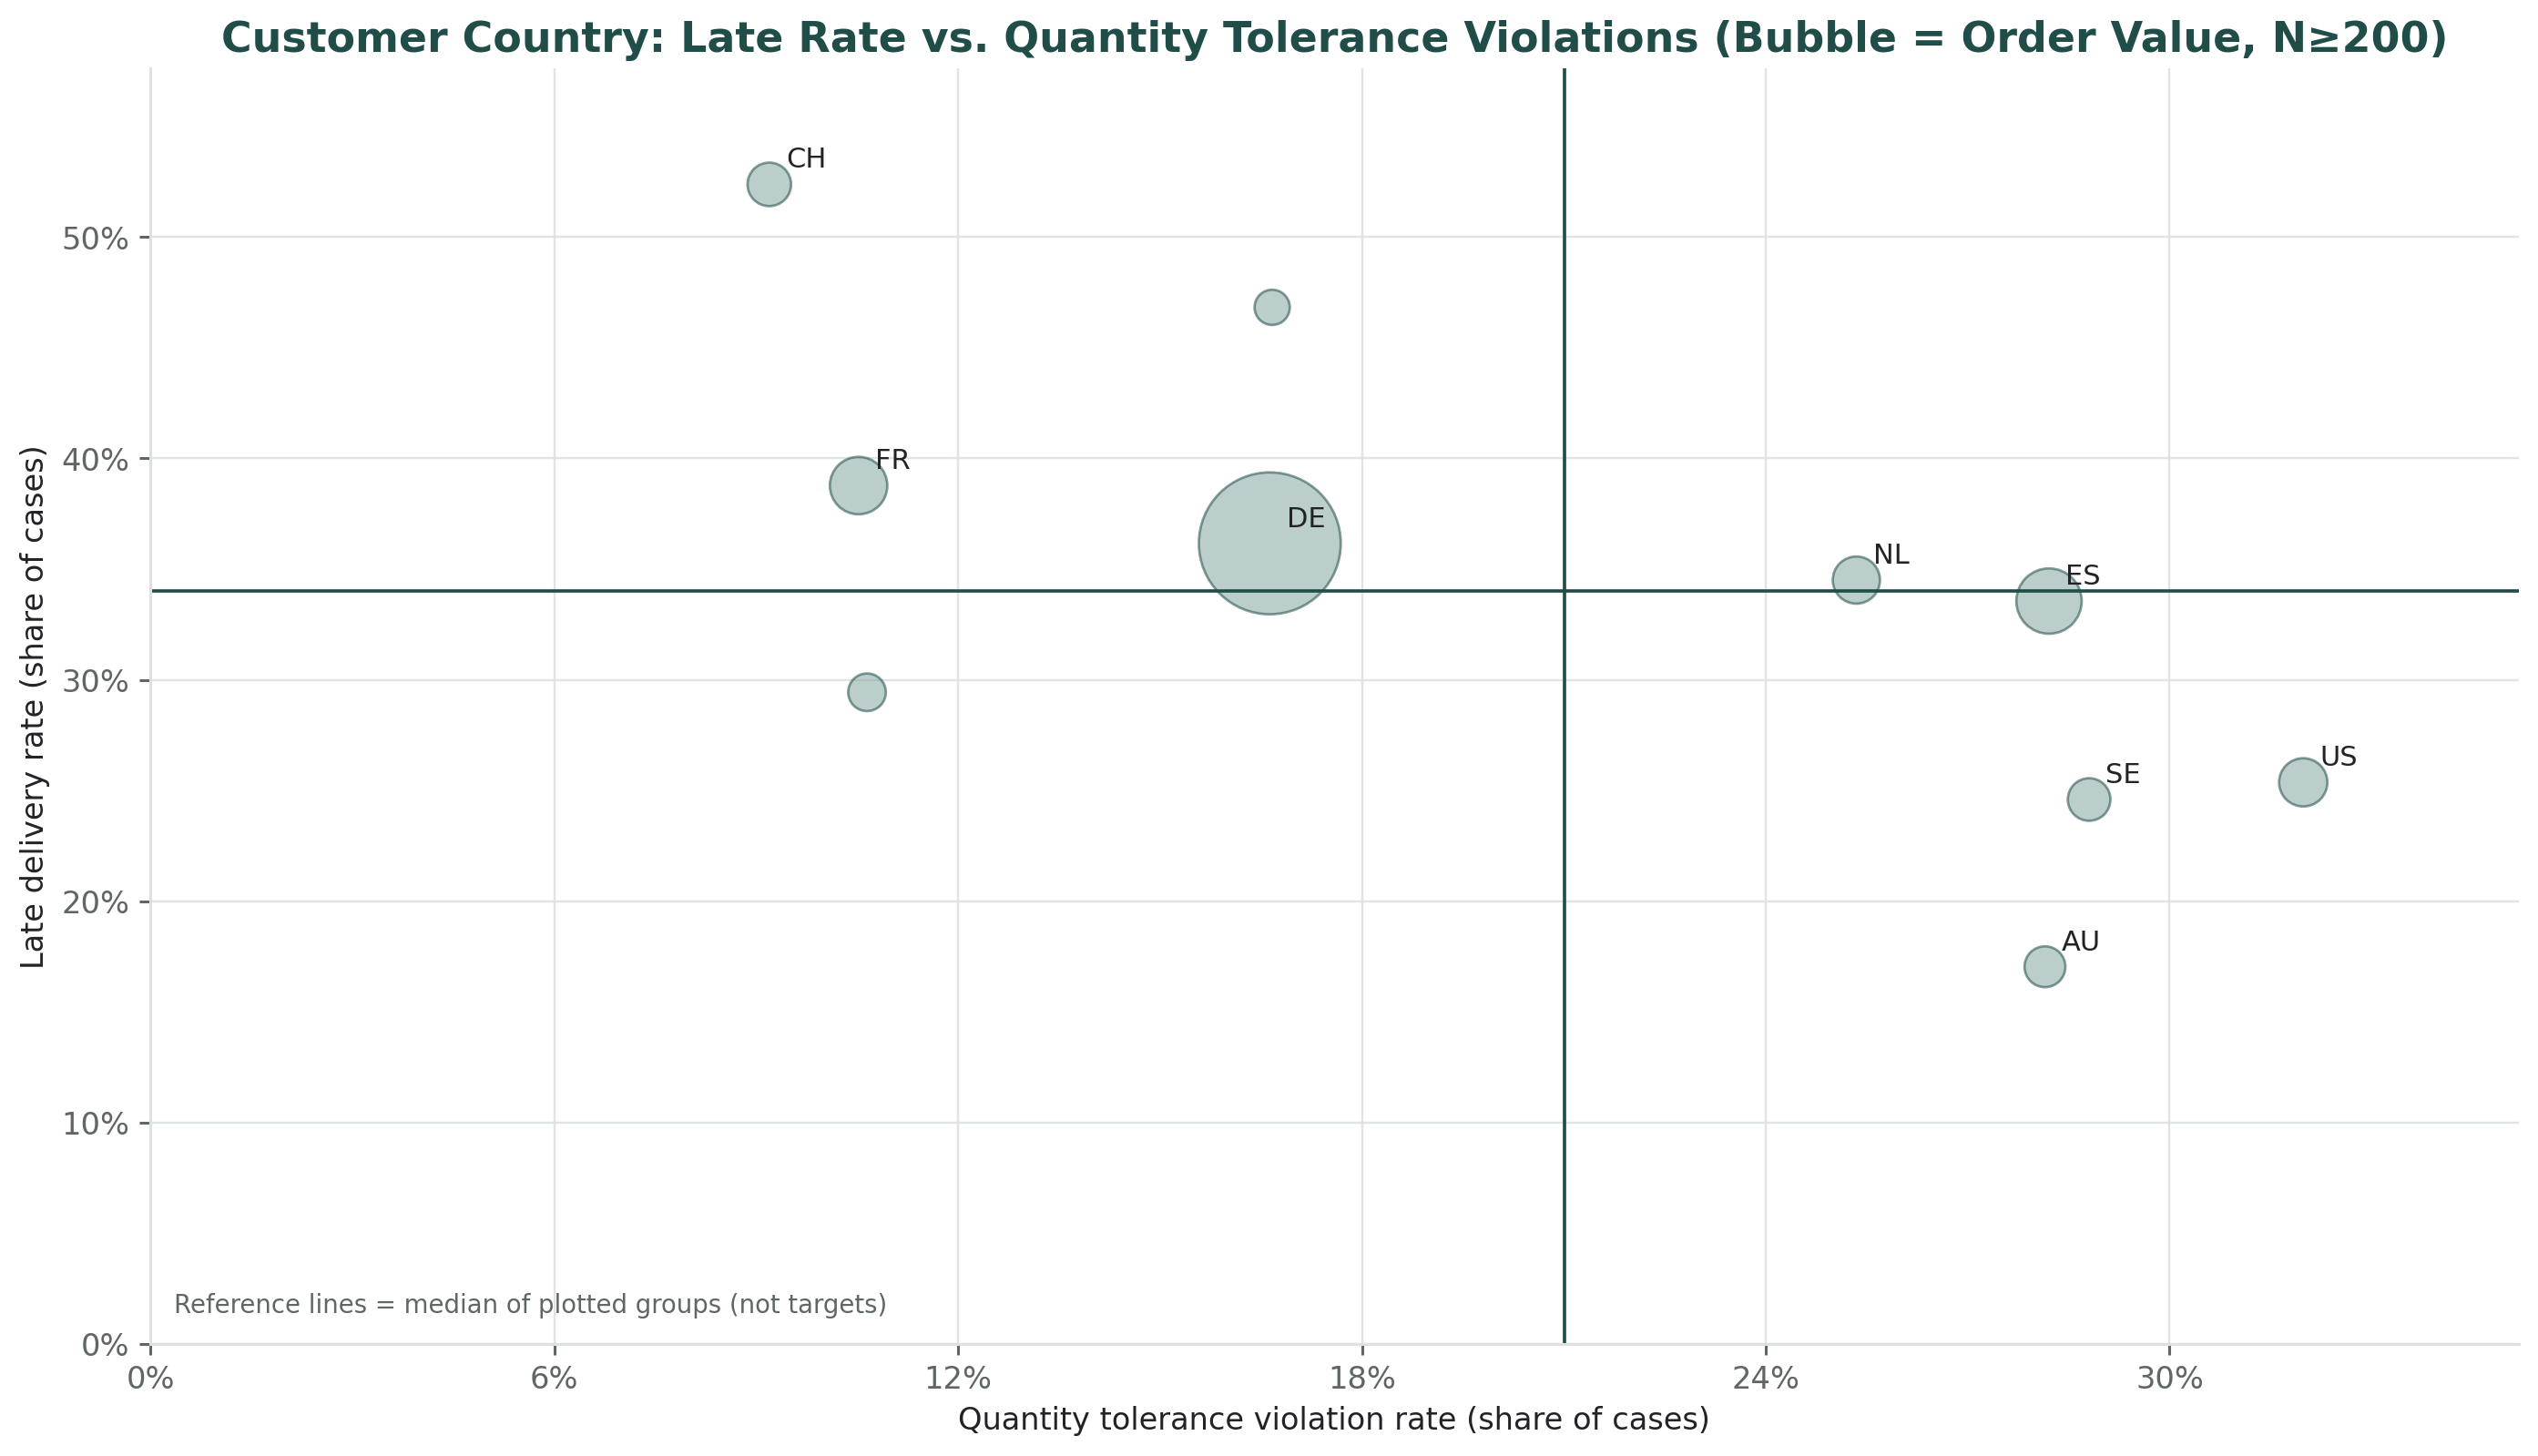 Customer Country: Late Rate vs. Quantity Tolerance Violations (Bubble = Order Value, N≥200)
Late delivery rate (share of cases)
50%
40%
30%
20%
10%
0%
CH
FR
DE
NL
ES
US
SE
AU
Reference lines = median of plotted groups (not targets)
0%
6%
12%
18%
24%
30%
Quantity tolerance violation rate (share of cases)